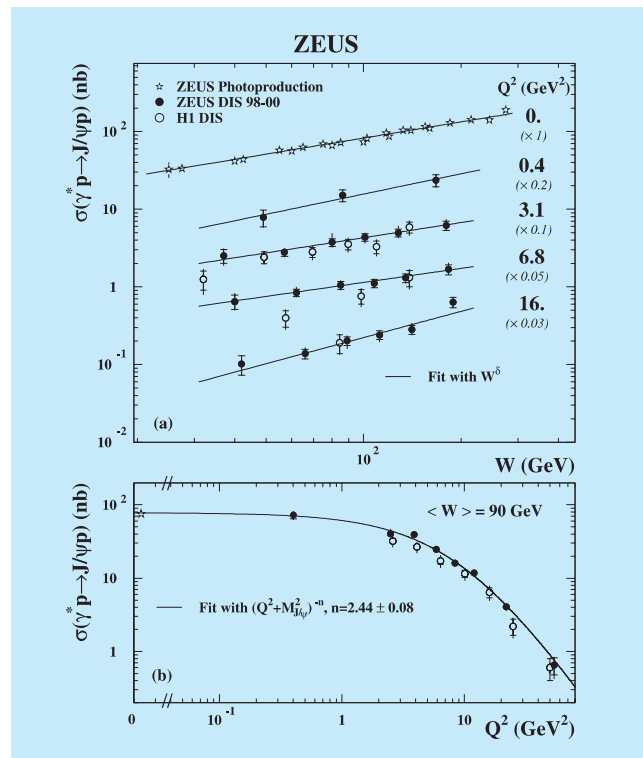 ZEUS
σ(γ* p→J/ψp) (nb)
☆ ZEUS Photoproduction
● ZEUS DIS 98-00
○ H1 DIS
Q² (GeV²)
0.
(× 1)
0.4
(× 0.2)
3.1
(× 0.1)
6.8
(× 0.05)
16.
(× 0.03)
10²
10
1
10⁻¹
10⁻²
Fit with W^δ
(a)
10²
W (GeV)
σ(γ* p→J/ψp) (nb)
10²
10
1
< W > = 90 GeV
Fit with (Q²+M²_J/ψ)⁻ⁿ, n=2.44 ± 0.08
(b)
0
10⁻¹
1
10
Q² (GeV²)